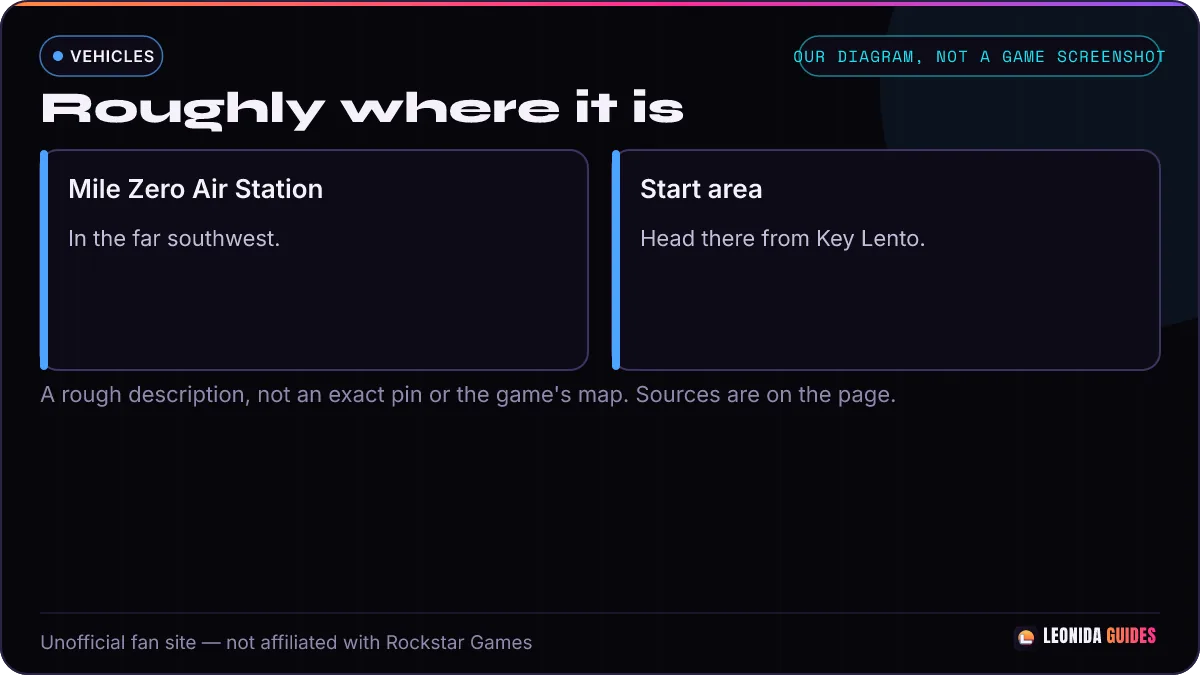 VEHICLES
OUR DIAGRAM, NOT A GAME SCREENSHOT
Roughly where it is
Mile Zero Air Station
In the far southwest.
Start area
Head there from Key Lento.
A rough description, not an exact pin or the game's map. Sources are on the page.
Unofficial fan site — not affiliated with Rockstar Games
LEONIDA GUIDES